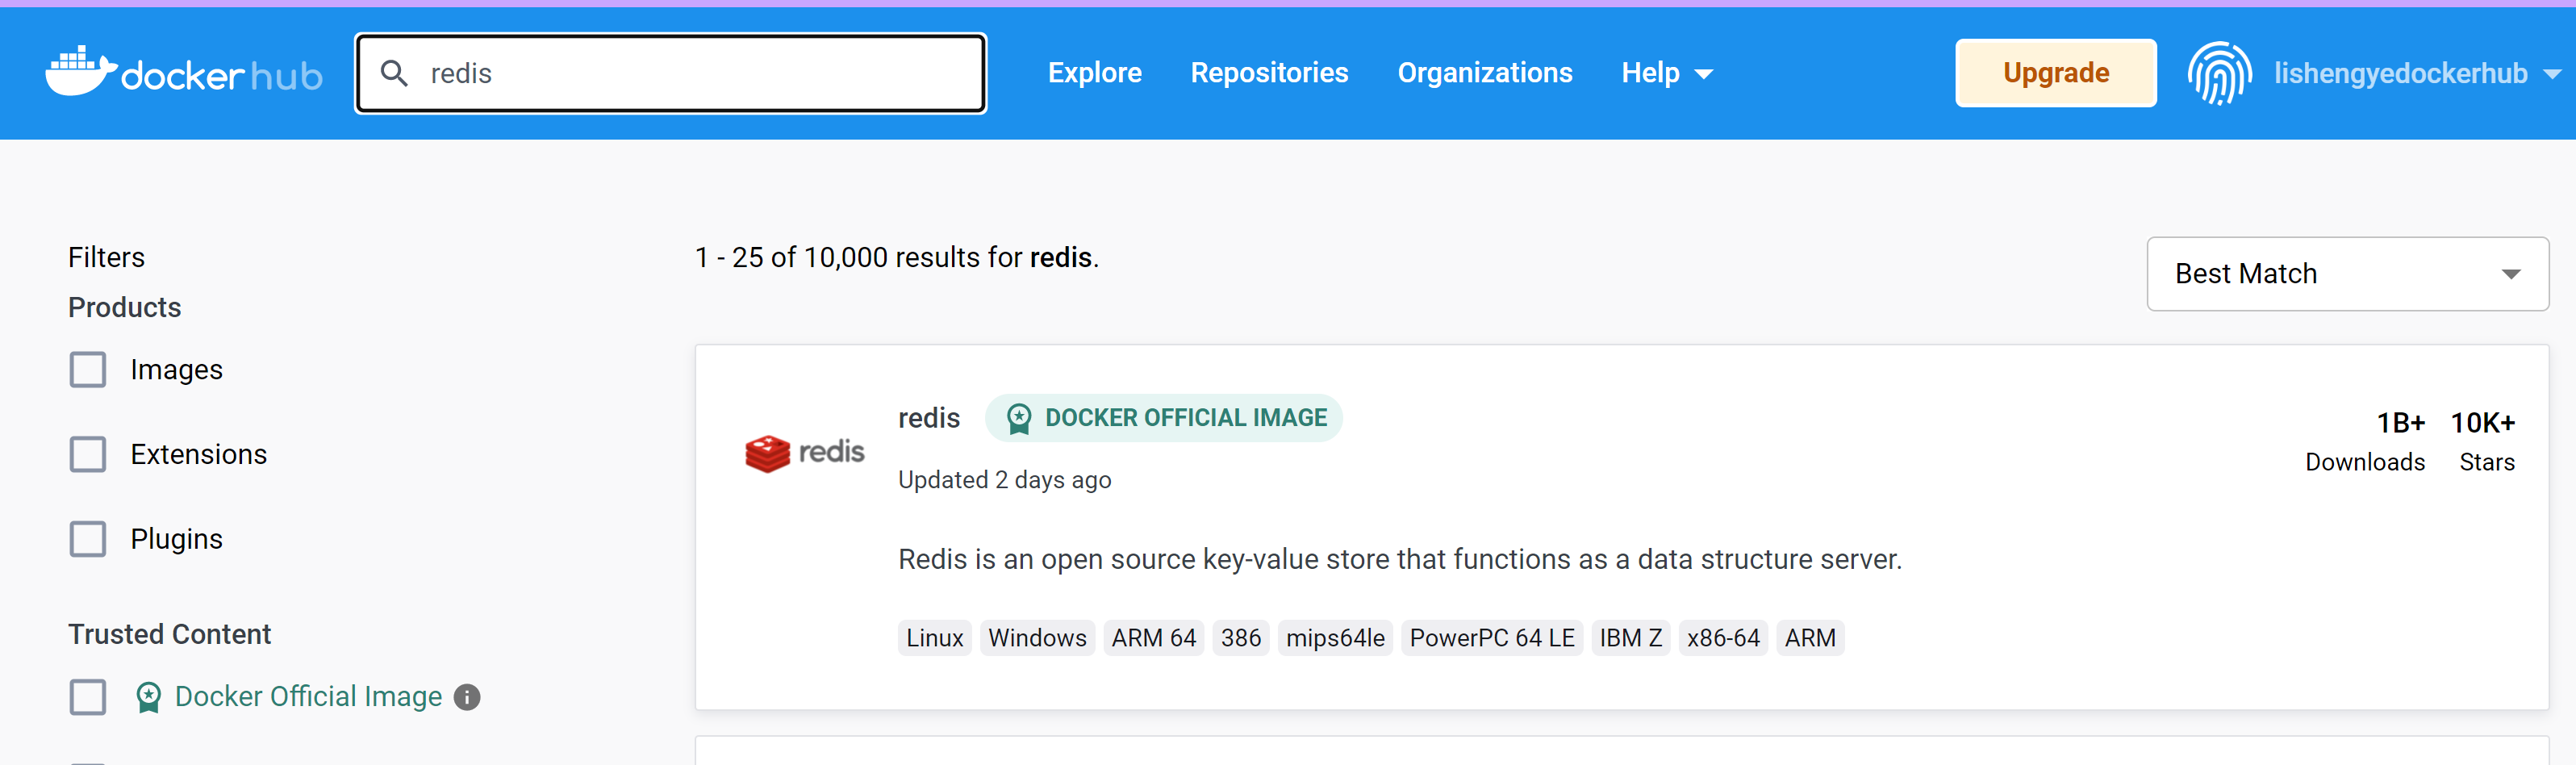 dockerhub
redis
Explore
Repositories
Organizations
Help
Upgrade
lishengyedockerhub
Filters
Products
Images
Extensions
Plugins
Trusted Content
Docker Official Image
1 - 25 of 10,000 results for redis.
Best Match
redis
redis
DOCKER OFFICIAL IMAGE
Updated 2 days ago
1B+
Downloads
10K+
Stars
Redis is an open source key-value store that functions as a data structure server.
Linux
Windows
ARM 64
386
mips64le
PowerPC 64 LE
IBM Z
x86-64
ARM